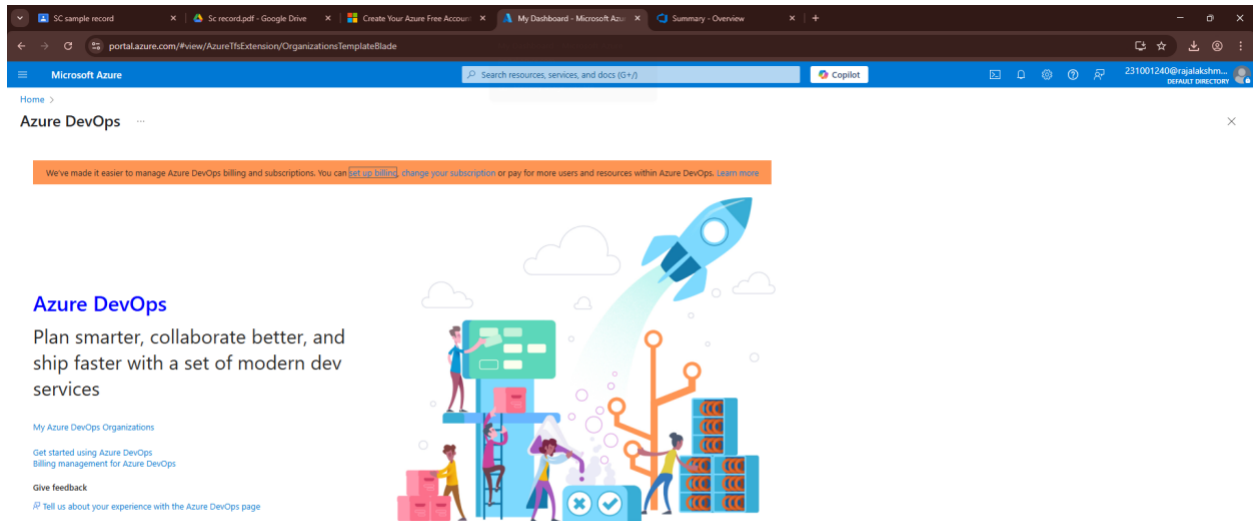 SC sample record
Sc record.pdf - Google Drive
Create Your Azure Free Accoun
My Dashboard - Microsoft Azu
Summary - Overview
portal.azure.com/#view/AzureTfsExtension/OrganizationsTemplateBlade
Microsoft Azure
Search resources, services, and docs (G+/)
Copilot
231001240@rajalakshm...
DEFAULT DIRECTORY
Home >
Azure DevOps ...
We've made it easier to manage Azure DevOps billing and subscriptions. You can set up billing, change your subscription or pay for more users and resources within Azure DevOps. Learn more
Azure DevOps
Plan smarter, collaborate better, and
ship faster with a set of modern dev
services
My Azure DevOps Organizations
Get started using Azure DevOps
Billing management for Azure DevOps
Give feedback
Tell us about your experience with the Azure DevOps page